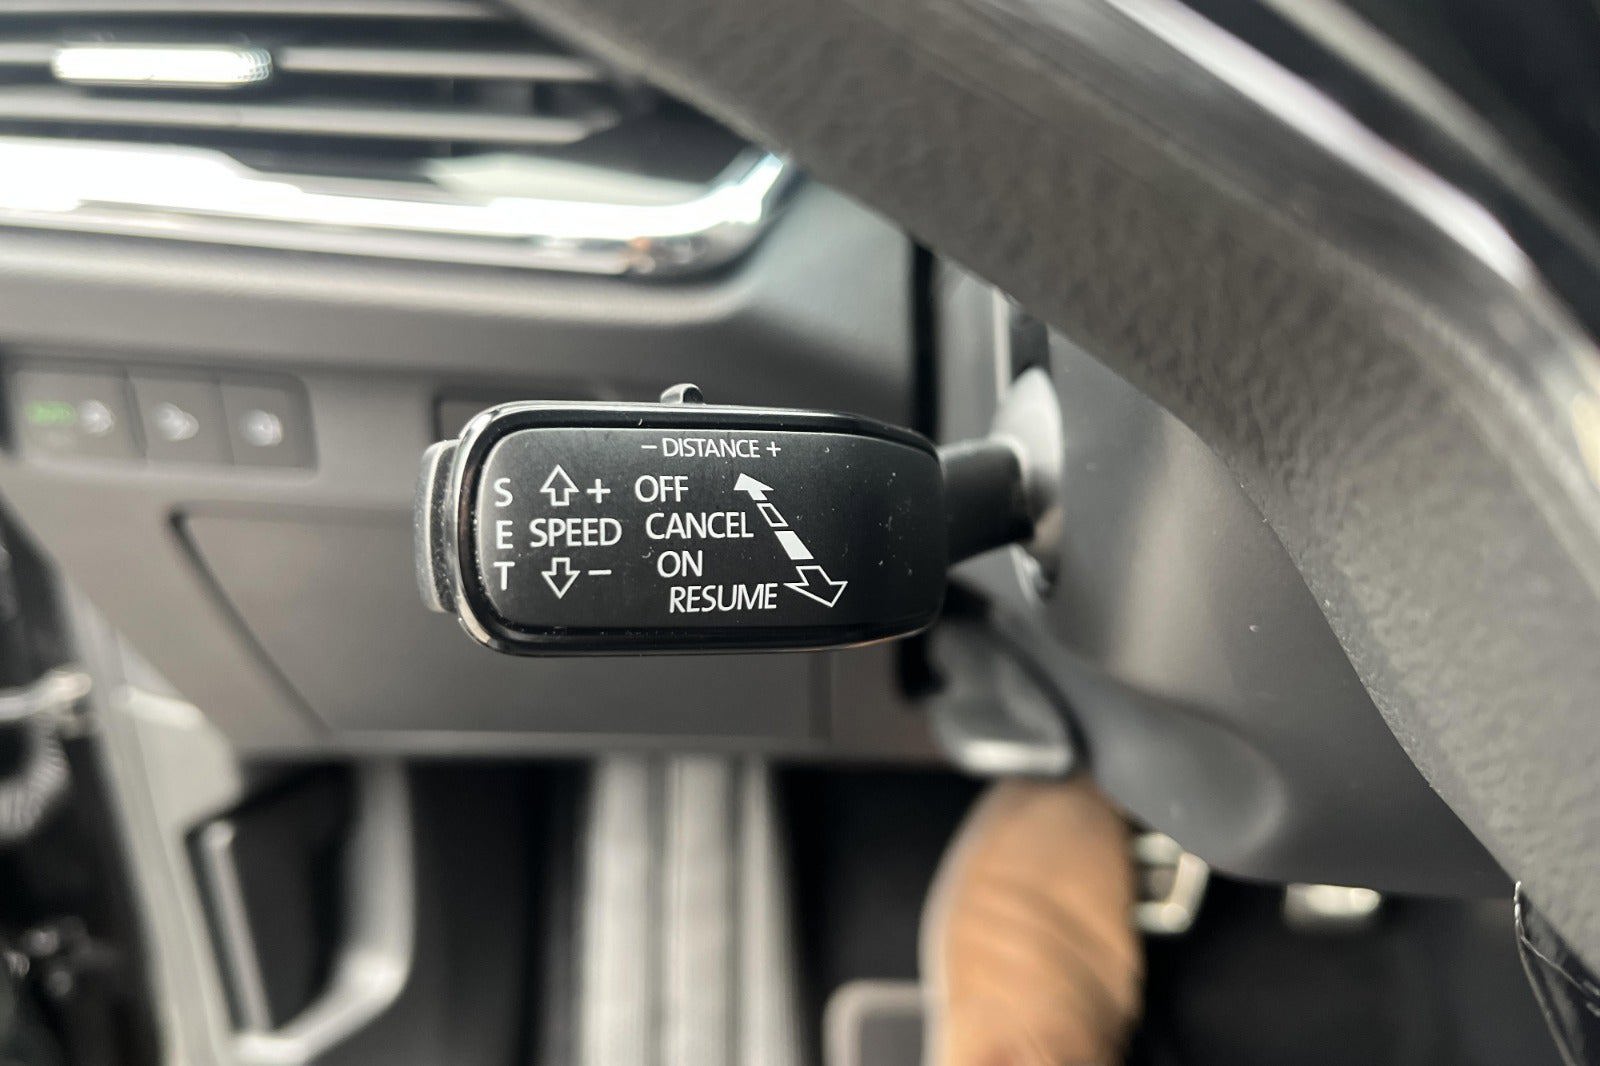 − DISTANCE +
S + OFF
E SPEED CANCEL
T − ON
RESUME